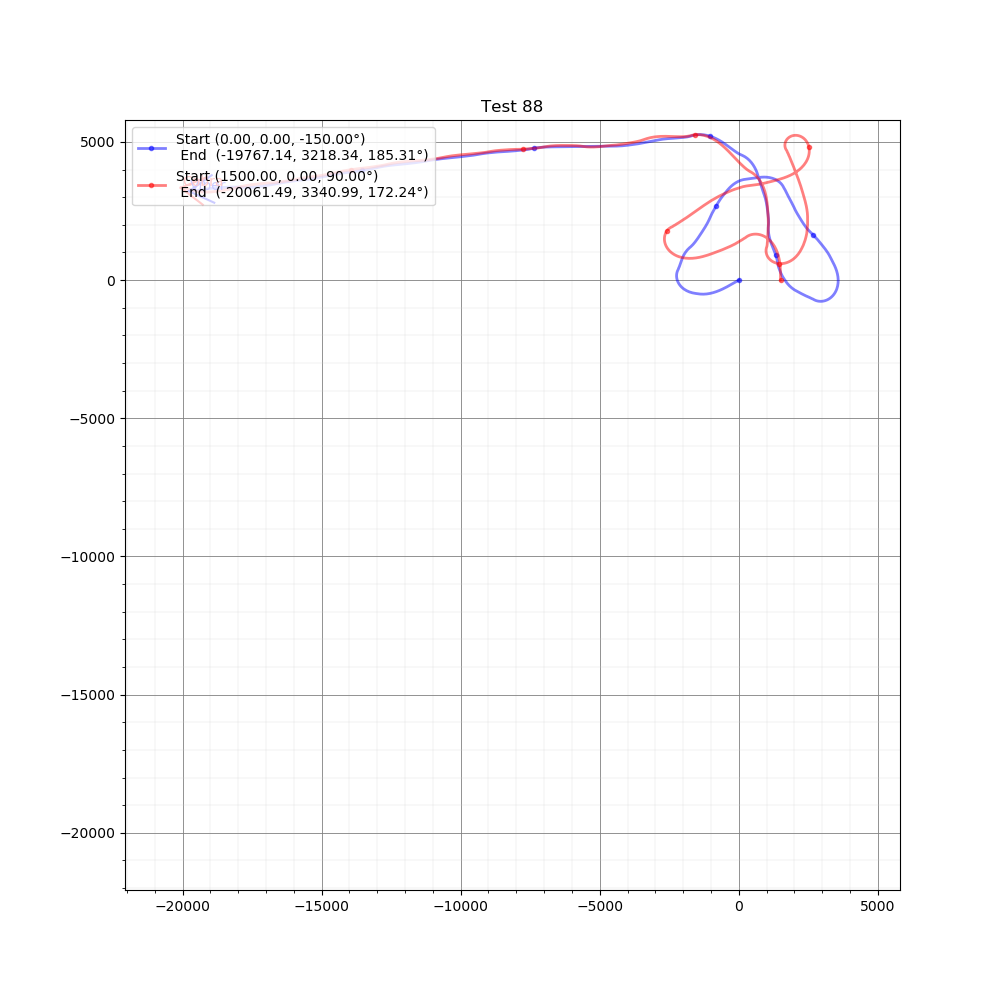 Test 88
Start (0.00, 0.00, -150.00°)
End (-19767.14, 3218.34, 185.31°)
Start (1500.00, 0.00, 90.00°)
End (-20061.49, 3340.99, 172.24°)
5000
0
−5000
−10000
−15000
−20000
−20000 −15000 −10000 −5000 0 5000